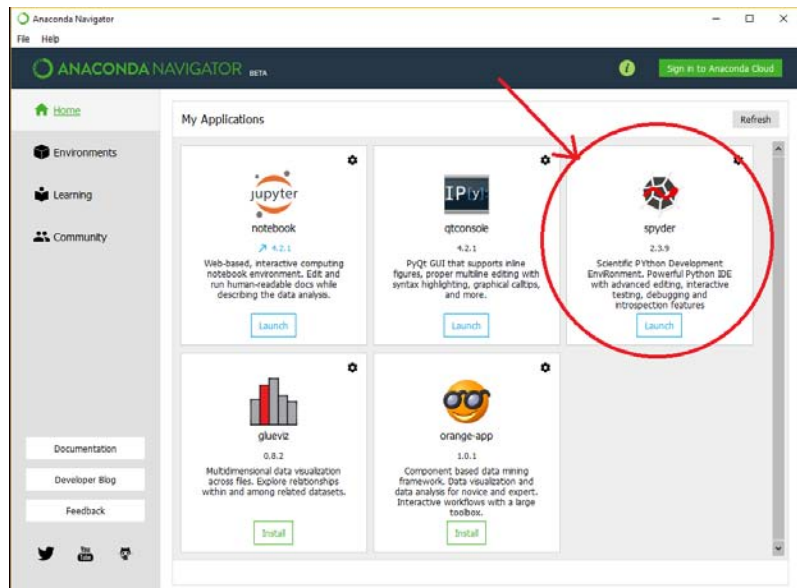 Anaconda Navigator
File Help
ANACONDA NAVIGATOR BETA
Sign in to Anaconda Cloud
Home
Environments
Learning
Community
Documentation
Developer Blog
Feedback
You
Tube
My Applications
Refresh
jupyter
notebook
4.2.1
Web-based, interactive computing
notebook environment. Edit and
run human-readable docs while
describing the data analysis.
Launch
IP[y]:
qtconsole
4.2.1
PyQt GUI that supports inline
figures, proper multiline editing with
syntax highlighting, graphical calltips,
and more.
Launch
spyder
2.3.9
Scientific PYthon Development
EnviRonment. Powerful Python IDE
with advanced editing, interactive
testing, debugging and
introspection features
Launch
glueviz
0.8.2
Multidimensional data visualization
across files. Explore relationships
within and among related datasets.
Install
orange-app
1.0.1
Component based data mining
framework. Data visualization and
data analysis for novice and expert.
Interactive workflows with a large
toolbox.
Install